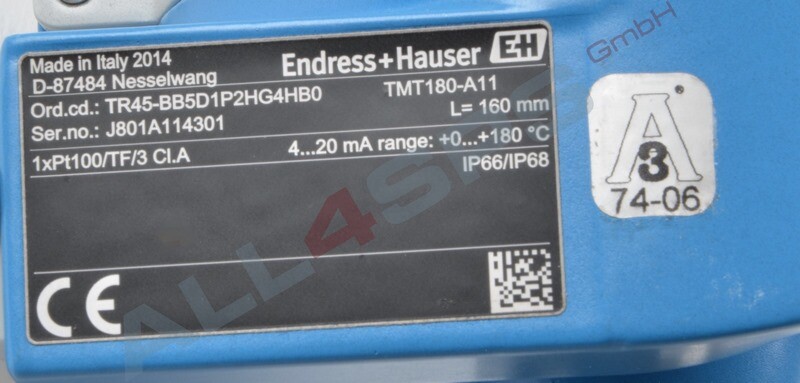 Made in Italy 2014
D-87484 Nesselwang
Endress+Hauser EH
Ord.cd.: TR45-BB5D1P2HG4HB0
TMT180-A11
Ser.no.: J801A114301
L= 160 mm
1xPt100/TF/3 Cl.A
4...20 mA range: +0...+180 °C
IP66/IP68
CE
A
3
74-06
ALL4SPS GmbH